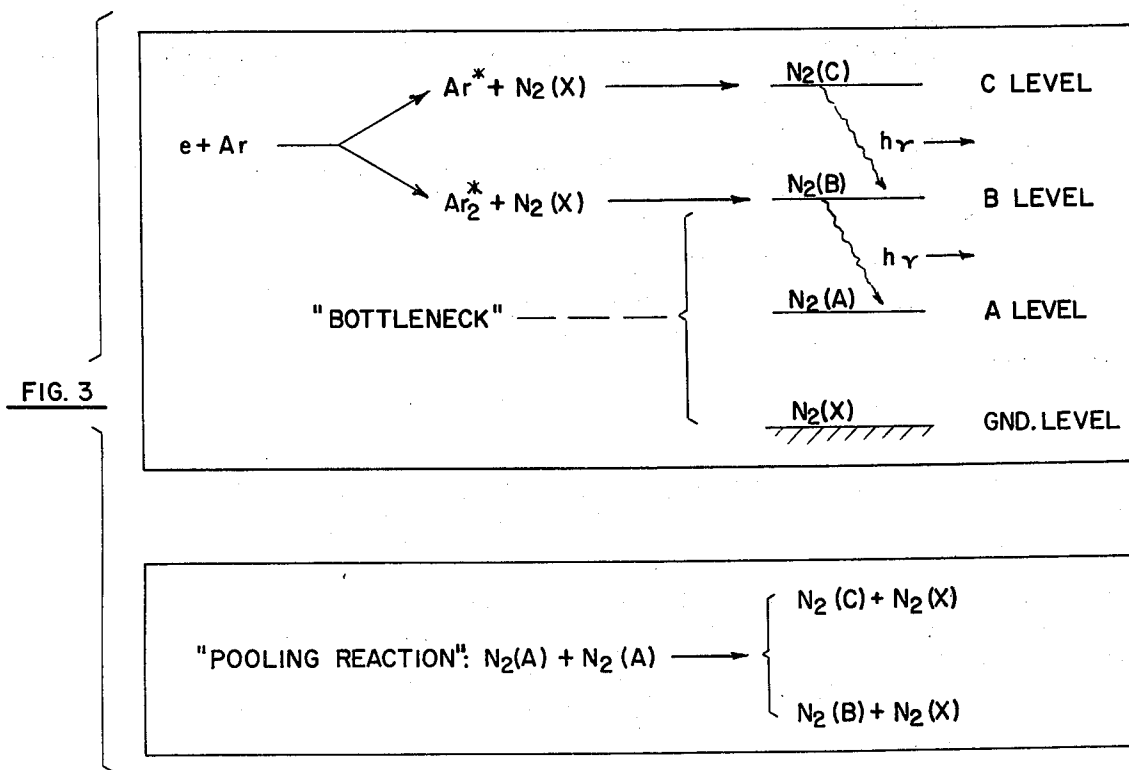 Ar* + N₂(X) → N₂(C) C LEVEL
e + Ar hγ →
Ar₂* + N₂(X) → N₂(B) B LEVEL
hγ →
"BOTTLENECK" — — — N₂(A) A LEVEL
FIG. 3
N₂(X) GND. LEVEL
N₂(C) + N₂(X)
"POOLING REACTION": N₂(A) + N₂(A) →
N₂(B) + N₂(X)